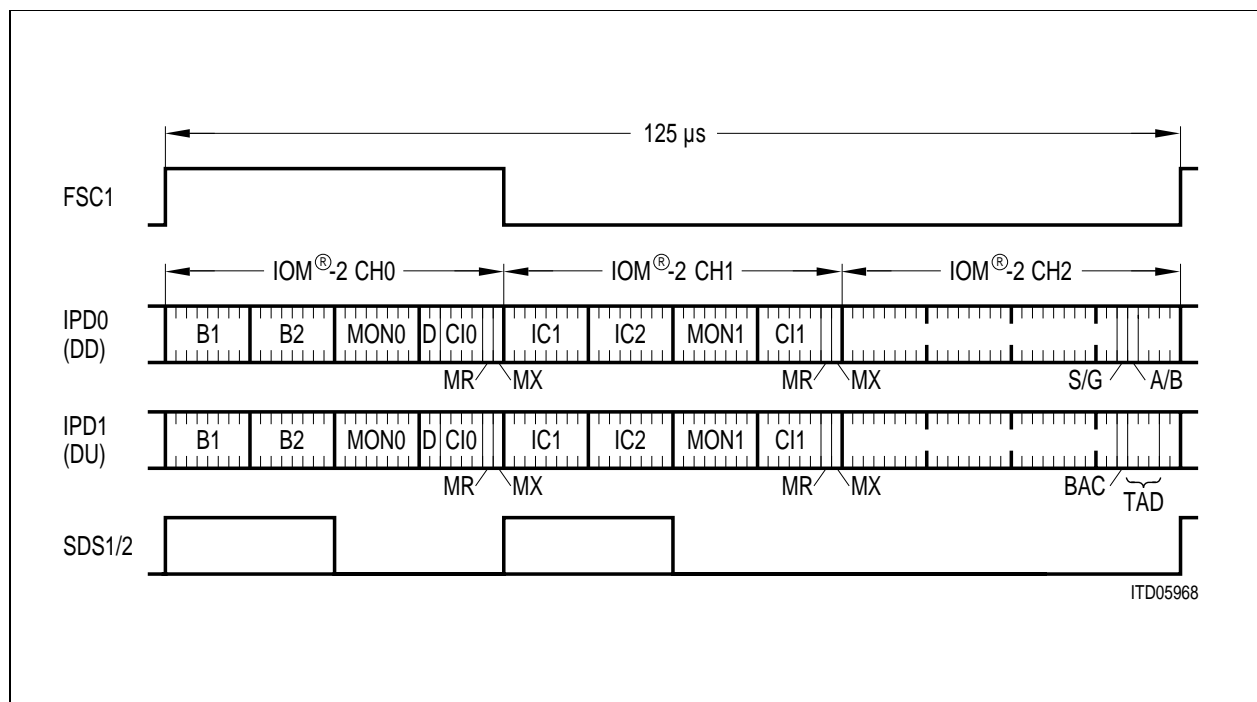 125 µs
FSC1
IOM®-2 CH0 IOM®-2 CH1 IOM®-2 CH2
IPD0
(DD)
B1 B2 MON0 D CI0 IC1 IC2 MON1 CI1
MR MX MR MX S/G A/B
IPD1
(DU)
B1 B2 MON0 D CI0 IC1 IC2 MON1 CI1
MR MX MR MX BAC TAD
SDS1/2
ITD05968